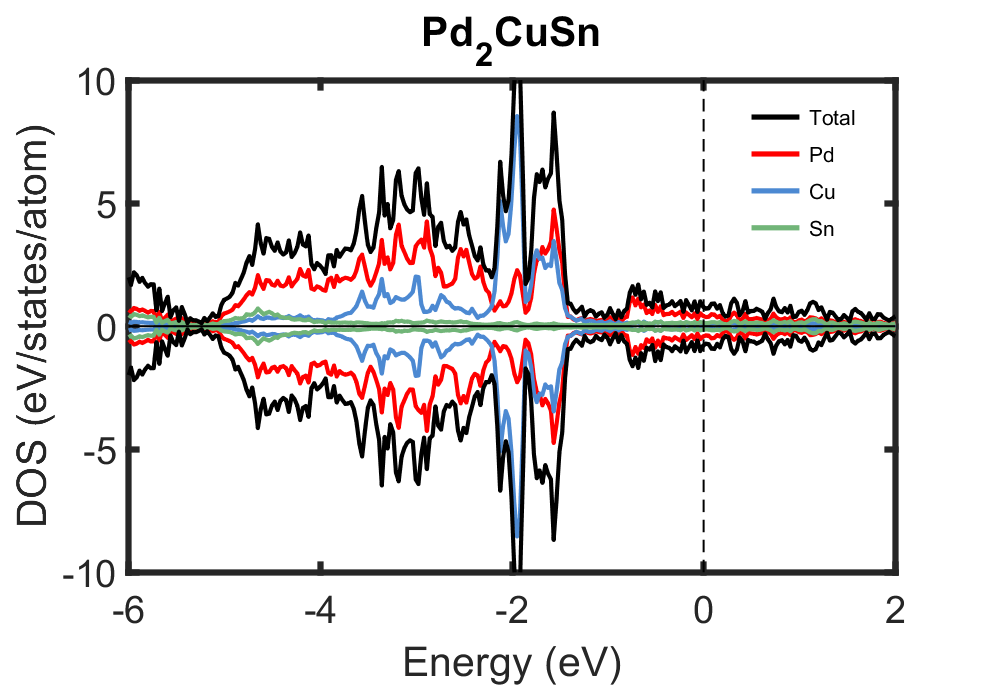 Pd₂CuSn
DOS (eV/states/atom)
10
5
0
-5
-10
Total
Pd
Cu
Sn
-6 -4 -2 0 2
Energy (eV)